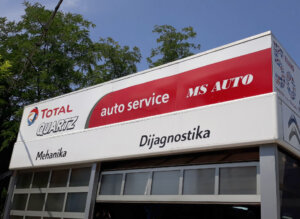 TOTAL
QUARTZ
auto service MS AUTO
Mehanika Dijagnostika